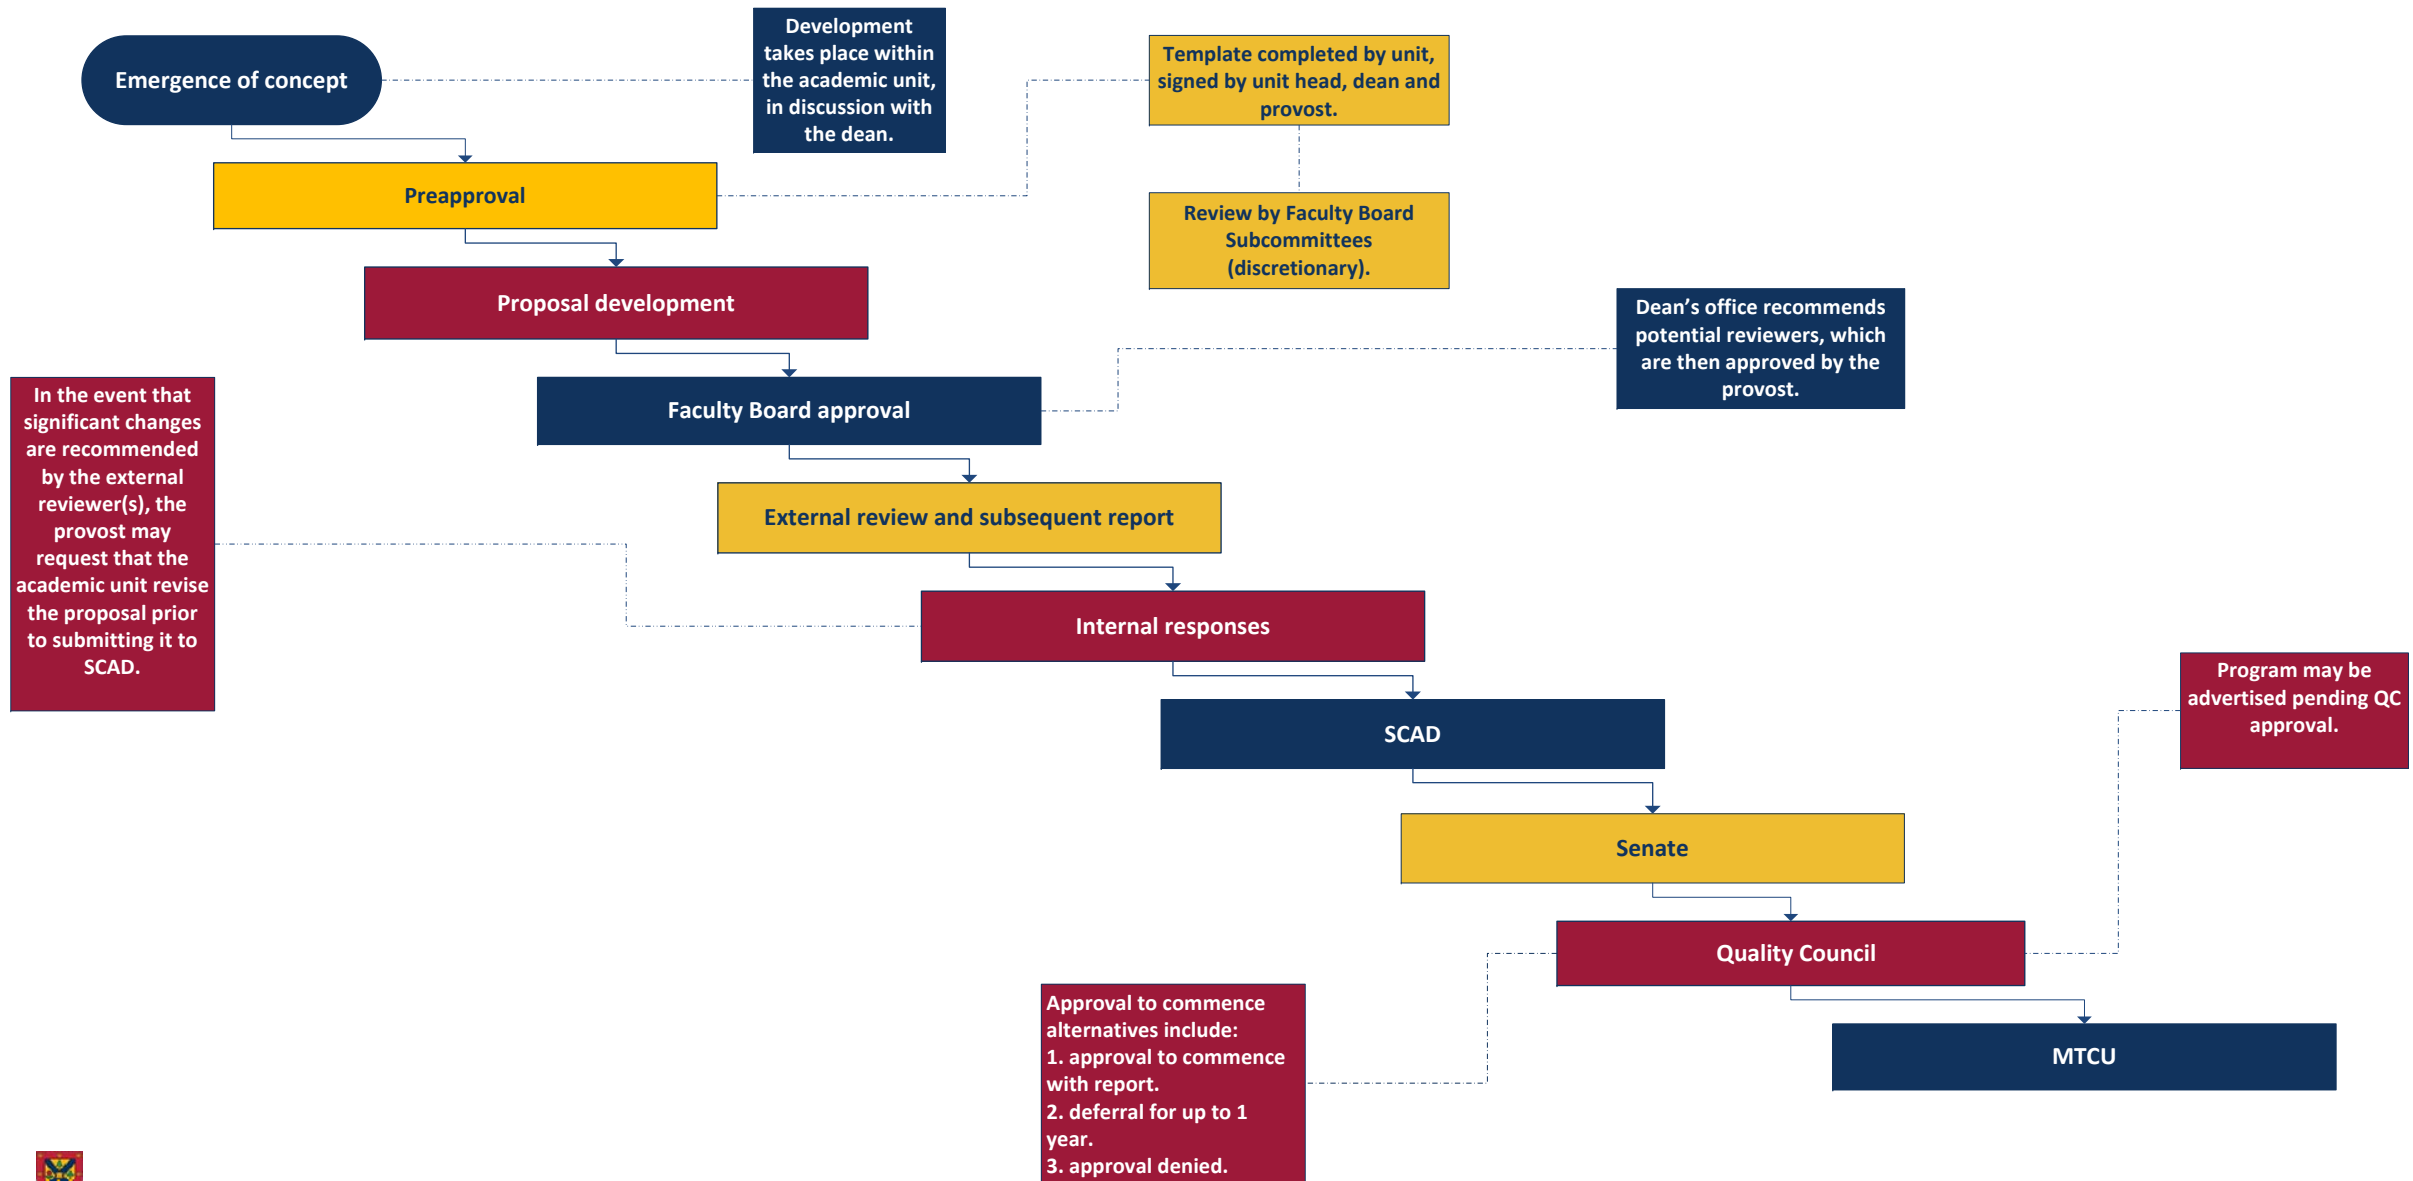 Emergence of concept
Development
takes place within
the academic unit,
in discussion with
the dean.
Template completed by unit,
signed by unit head, dean and
provost.
Preapproval
Review by Faculty Board
Subcommittees
(discretionary).
Proposal development
Dean’s office recommends
potential reviewers, which
are then approved by the
provost.
Faculty Board approval
In the event that
significant changes
are recommended
by the external
reviewer(s), the
provost may
request that the
academic unit revise
the proposal prior
to submitting it to
SCAD.
External review and subsequent report
Internal responses
SCAD
Program may be
advertised pending QC
approval.
Senate
Quality Council
Approval to commence
alternatives include:
1. approval to commence
with report.
2. deferral for up to 1
year.
3. approval denied.
MTCU